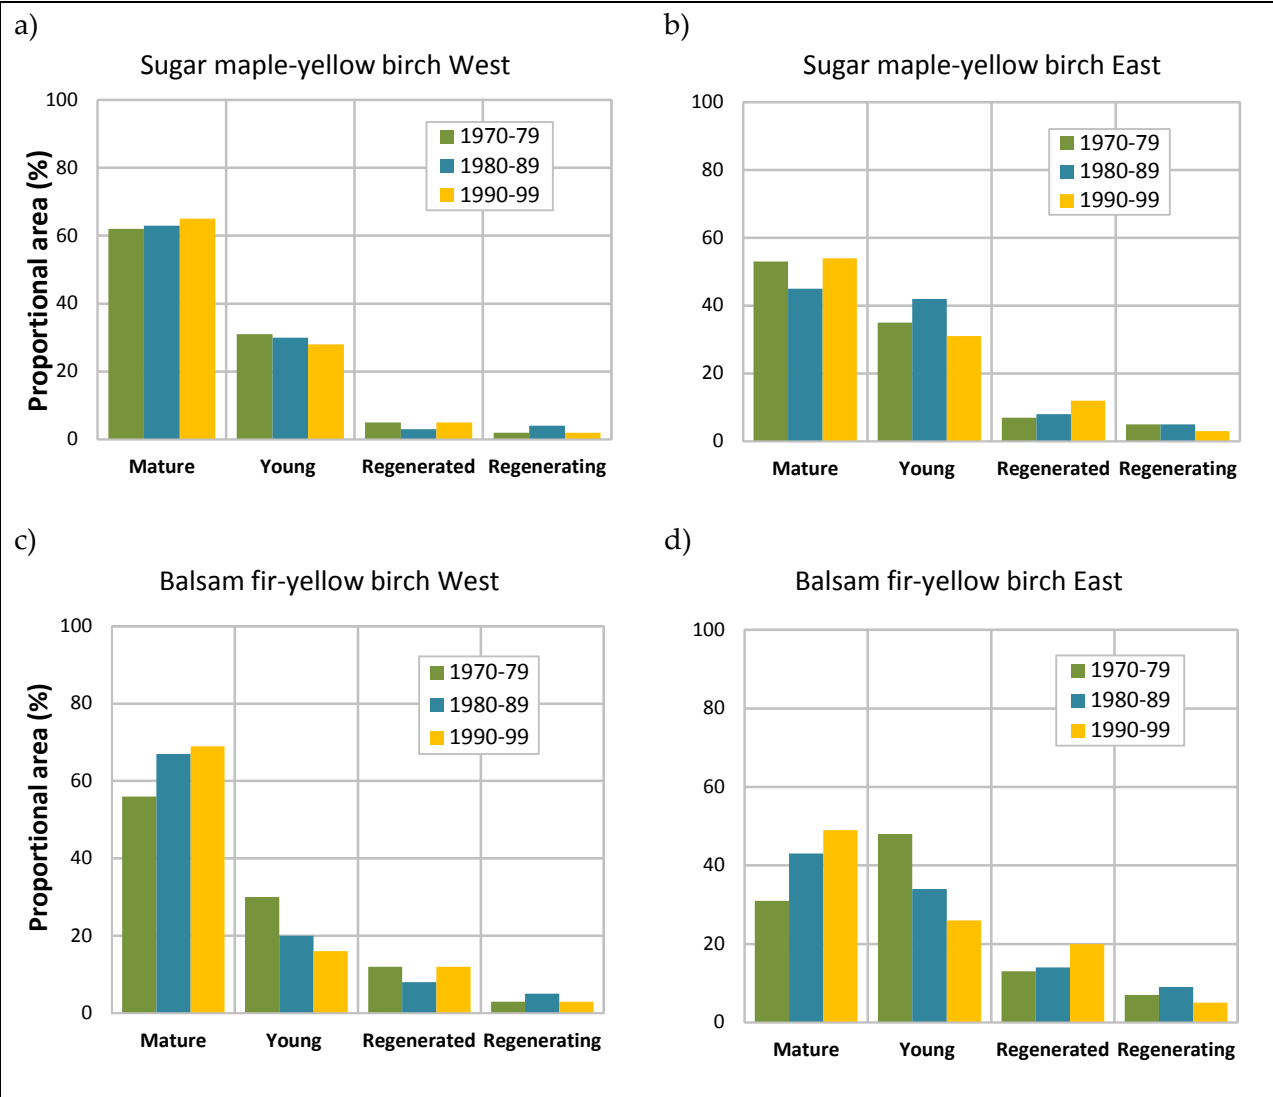 a)
Sugar maple-yellow birch West
Proportional area (%)
100
80
60
40
20
0
1970-79
1980-89
1990-99
Mature Young Regenerated Regenerating
b)
Sugar maple-yellow birch East
100
80
60
40
20
0
1970-79
1980-89
1990-99
Mature Young Regenerated Regenerating
c)
Balsam fir-yellow birch West
Proportional area (%)
100
80
60
40
20
0
1970-79
1980-89
1990-99
Mature Young Regenerated Regenerating
d)
Balsam fir-yellow birch East
100
80
60
40
20
0
1970-79
1980-89
1990-99
Mature Young Regenerated Regenerating